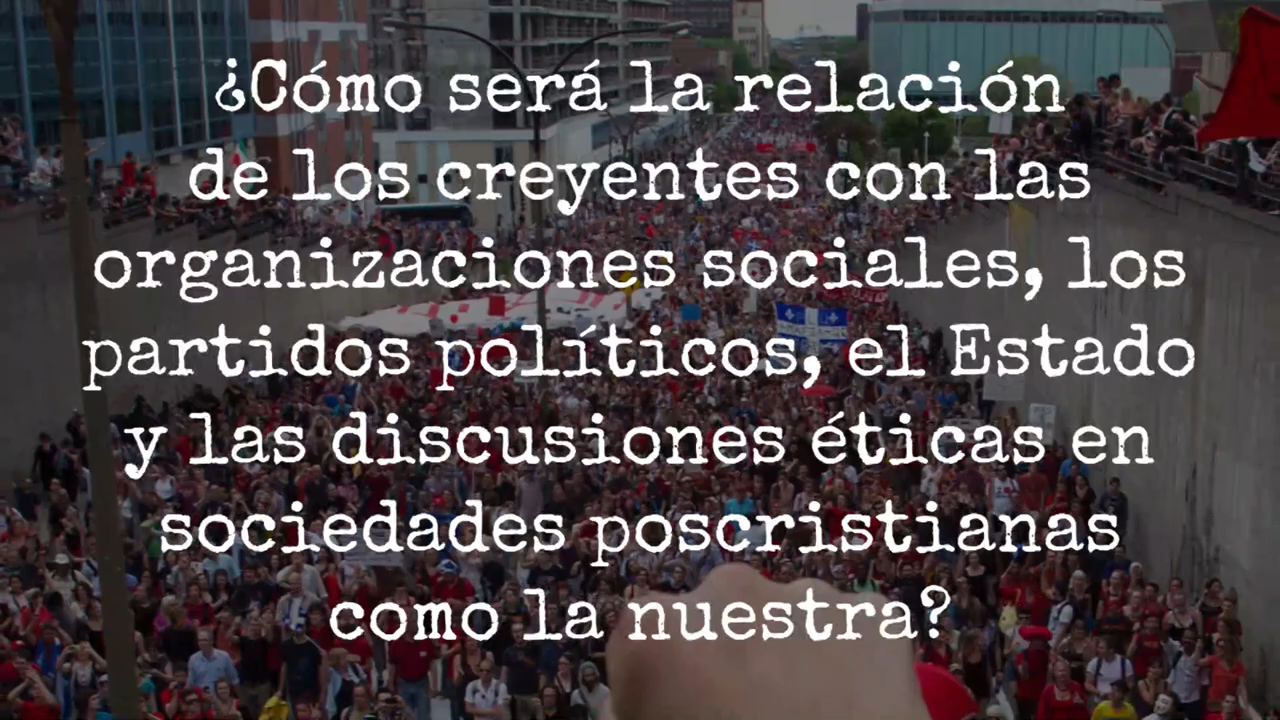 ¿Cómo será la relación
de los creyentes con las
organizaciones sociales, los
partidos políticos, el Estado
y las discusiones éticas en
sociedades poscristianas
como la nuestra?